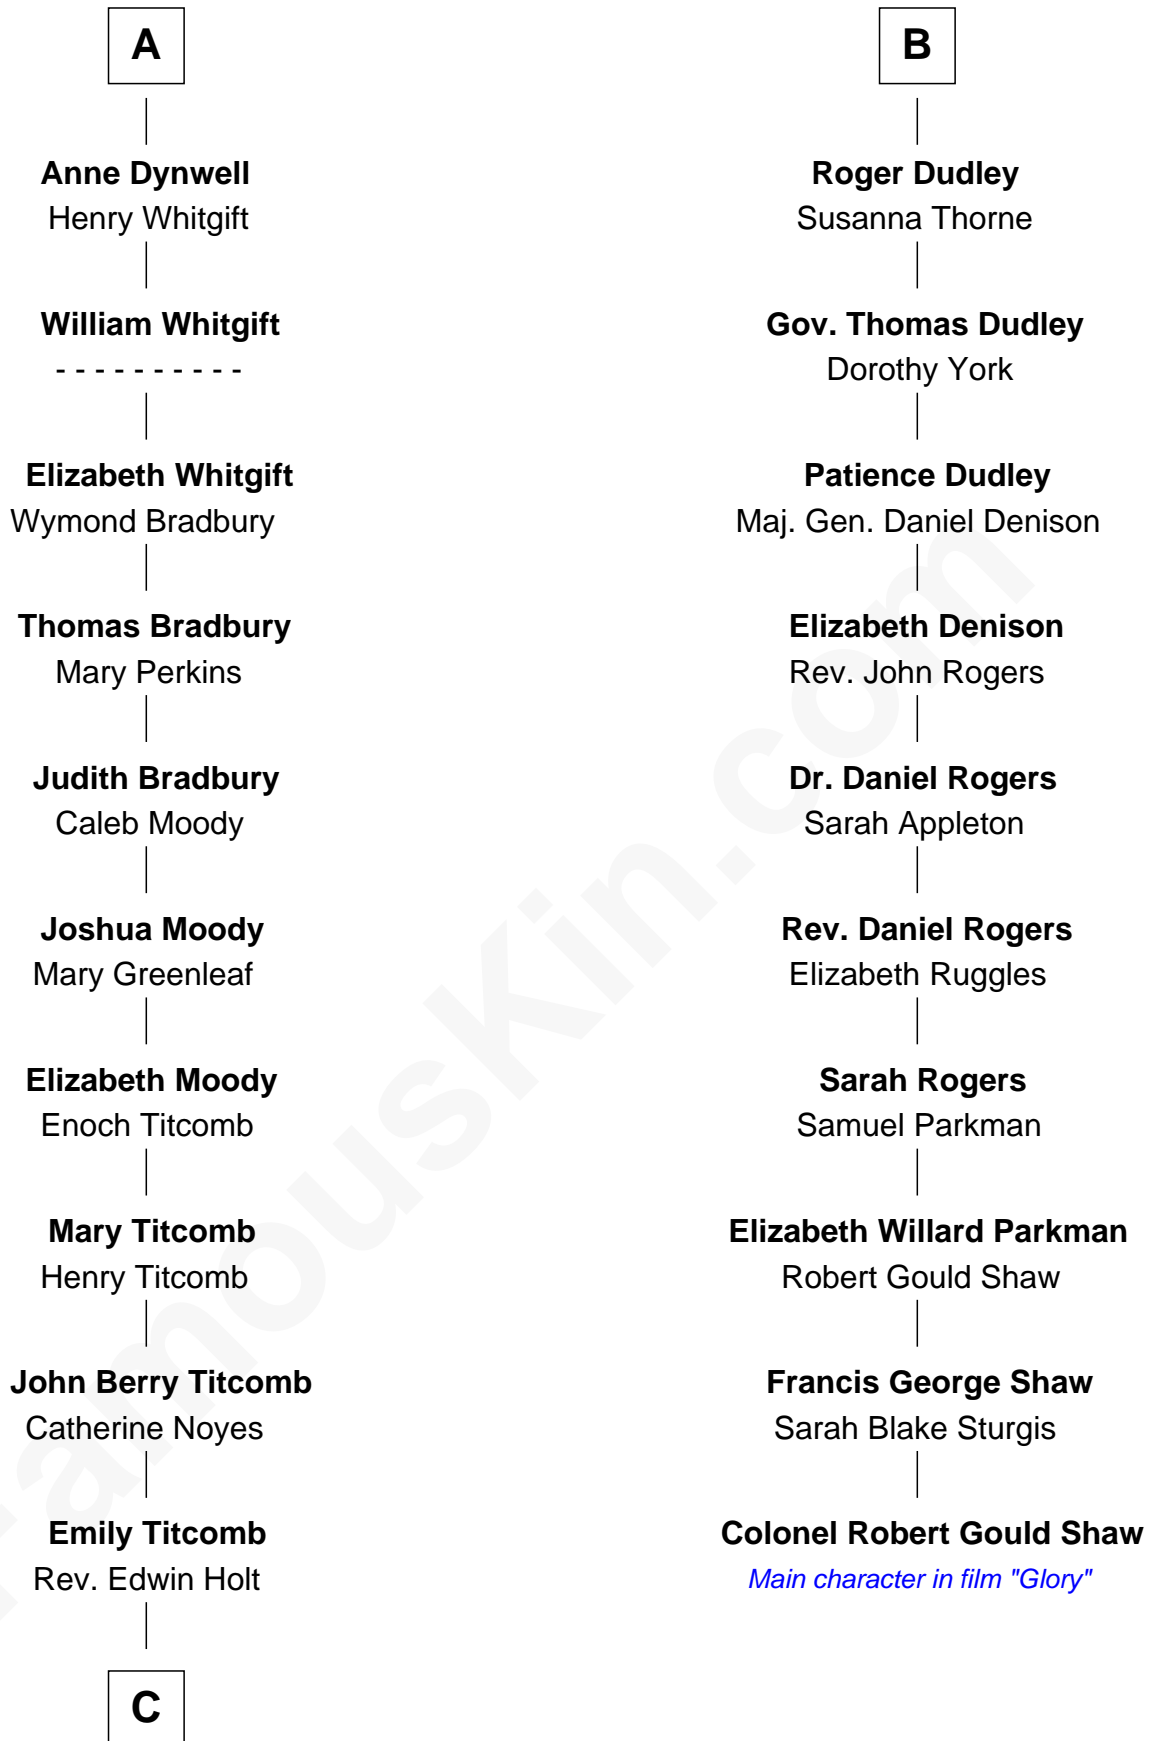 A
Anne Dynwell
Henry Whitgift
William Whitgift
- - - - - - - - - -
Elizabeth Whitgift
Wymond Bradbury
Thomas Bradbury
Mary Perkins
Judith Bradbury
Caleb Moody
Joshua Moody
Mary Greenleaf
Elizabeth Moody
Enoch Titcomb
Mary Titcomb
Henry Titcomb
John Berry Titcomb
Catherine Noyes
Emily Titcomb
Rev. Edwin Holt
C
B
Roger Dudley
Susanna Thorne
Gov. Thomas Dudley
Dorothy York
Patience Dudley
Maj. Gen. Daniel Denison
Elizabeth Denison
Rev. John Rogers
Dr. Daniel Rogers
Sarah Appleton
Rev. Daniel Rogers
Elizabeth Ruggles
Sarah Rogers
Samuel Parkman
Elizabeth Willard Parkman
Robert Gould Shaw
Francis George Shaw
Sarah Blake Sturgis
Colonel Robert Gould Shaw
Main character in film "Glory"
FamousKin.com